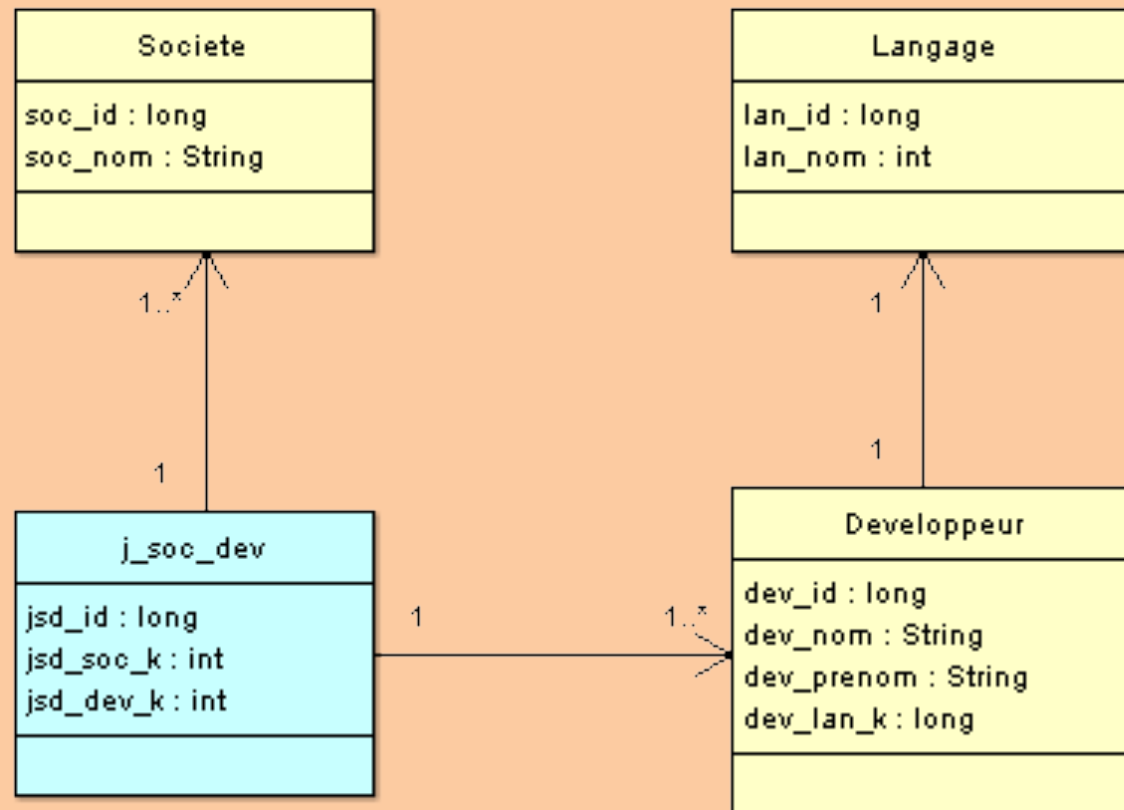 Societe
soc_id : long
soc_nom : String
Langage
lan_id : long
lan_nom : int
1..*
1
1
1
j_soc_dev
jsd_id : long
jsd_soc_k : int
jsd_dev_k : int
1
1..*
Developpeur
dev_id : long
dev_nom : String
dev_prenom : String
dev_lan_k : long